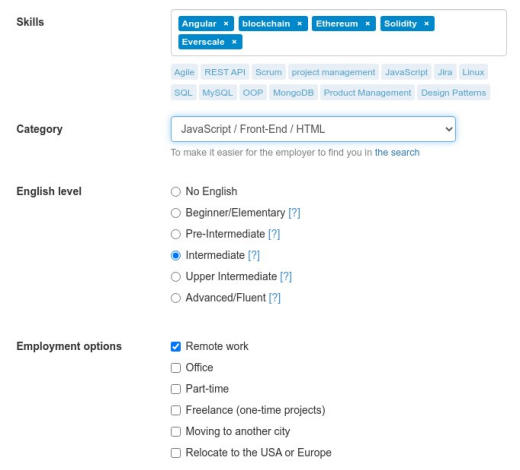 Skills
Angular × blockchain × Ethereum × Solidity ×
Everscale ×
Agile REST API Scrum project management JavaScript Jira Linux
SQL MySQL OOP MongoDB Product Management Design Patterns
Category
JavaScript / Front-End / HTML
To make it easier for the employer to find you in the search
English level
No English
Beginner/Elementary [?]
Pre-Intermediate [?]
Intermediate [?]
Upper Intermediate [?]
Advanced/Fluent [?]
Employment options
Remote work
Office
Part-time
Freelance (one-time projects)
Moving to another city
Relocate to the USA or Europe